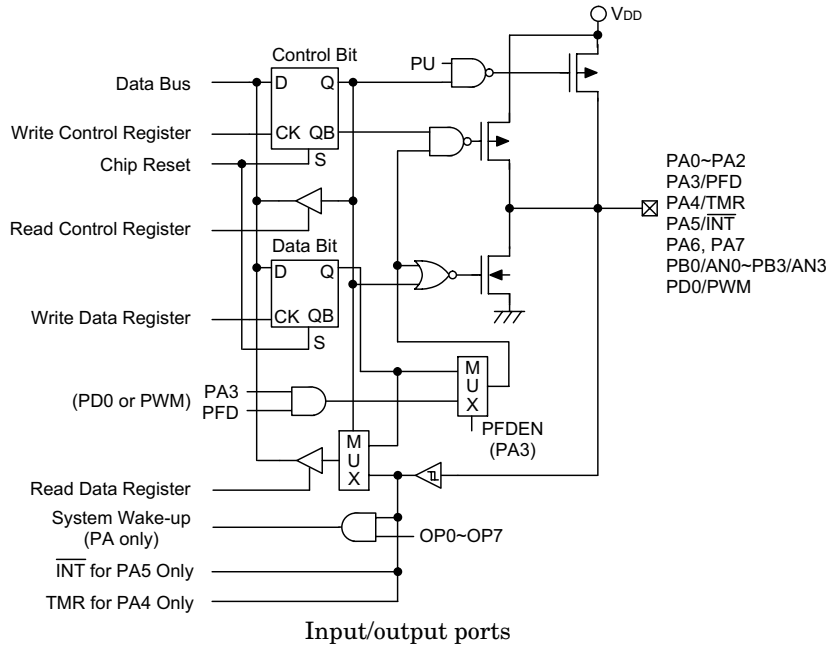 VDD
Control Bit
PU
Data Bus
D Q
Write Control Register
CK QB
S
Chip Reset
PA0~PA2
PA3/PFD
PA4/TMR
PA5/INT
PA6, PA7
PB0/AN0~PB3/AN3
PD0/PWM
Read Control Register
Data Bit
D Q
Write Data Register
CK QB
S
MUX
(PD0 or PWM)
PA3
PFD
PFDEN
(PA3)
MUX
Read Data Register
System Wake-up
(PA only)
OP0~OP7
INT for PA5 Only
TMR for PA4 Only
Input/output ports